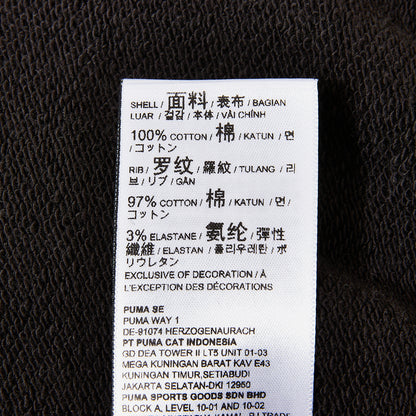 SHELL / 面料 / 表布 / BAGIAN
LUAR / 겉감 / 本体 / VẢI CHÍNH
100% COTTON / 棉 / KATUN / 면
/ コットン
RIB / 罗纹 / 羅紋 / TULANG / 리
브 / リブ / GÂN
97% COTTON / 棉 / KATUN / 면 /
コットン
3% ELASTANE / 氨纶 / 彈性
纖維 / ELASTAN / 폴리우레탄 / ポ
リウレタン
EXCLUSIVE OF DECORATION / À
L'EXCEPTION DES DÉCORATIONS
PUMA SE
PUMA WAY 1
DE-91074 HERZOGENAURACH
PT PUMA CAT INDONESIA
GD DEA TOWER II LT5 UNIT 01-03
MEGA KUNINGAN BARAT KAV E43
KUNINGAN TIMUR, SETIABUDI
JAKARTA SELATAN-DKI 12950
PUMA SPORTS GOODS SDN BHD
BLOCK A, LEVEL 10-01 AND 10-02